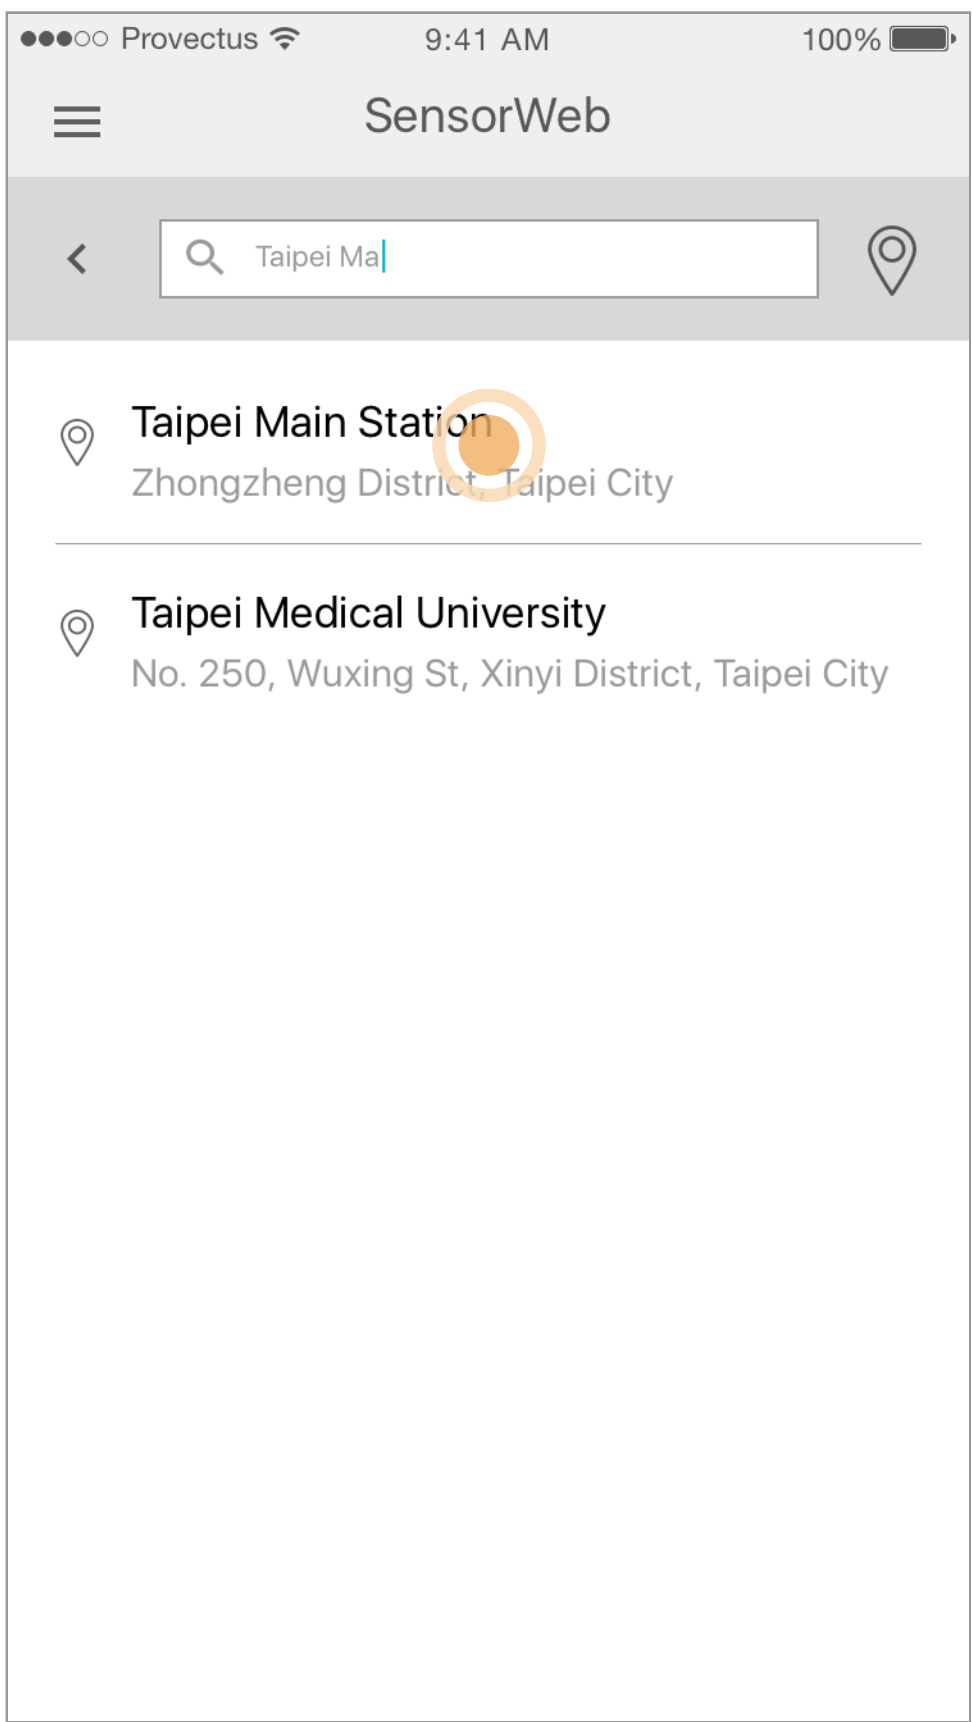 Provectus 9:41 AM 100%
SensorWeb
Taipei Ma
Taipei Main Station
Zhongzheng District, Taipei City
Taipei Medical University
No. 250, Wuxing St, Xinyi District, Taipei City